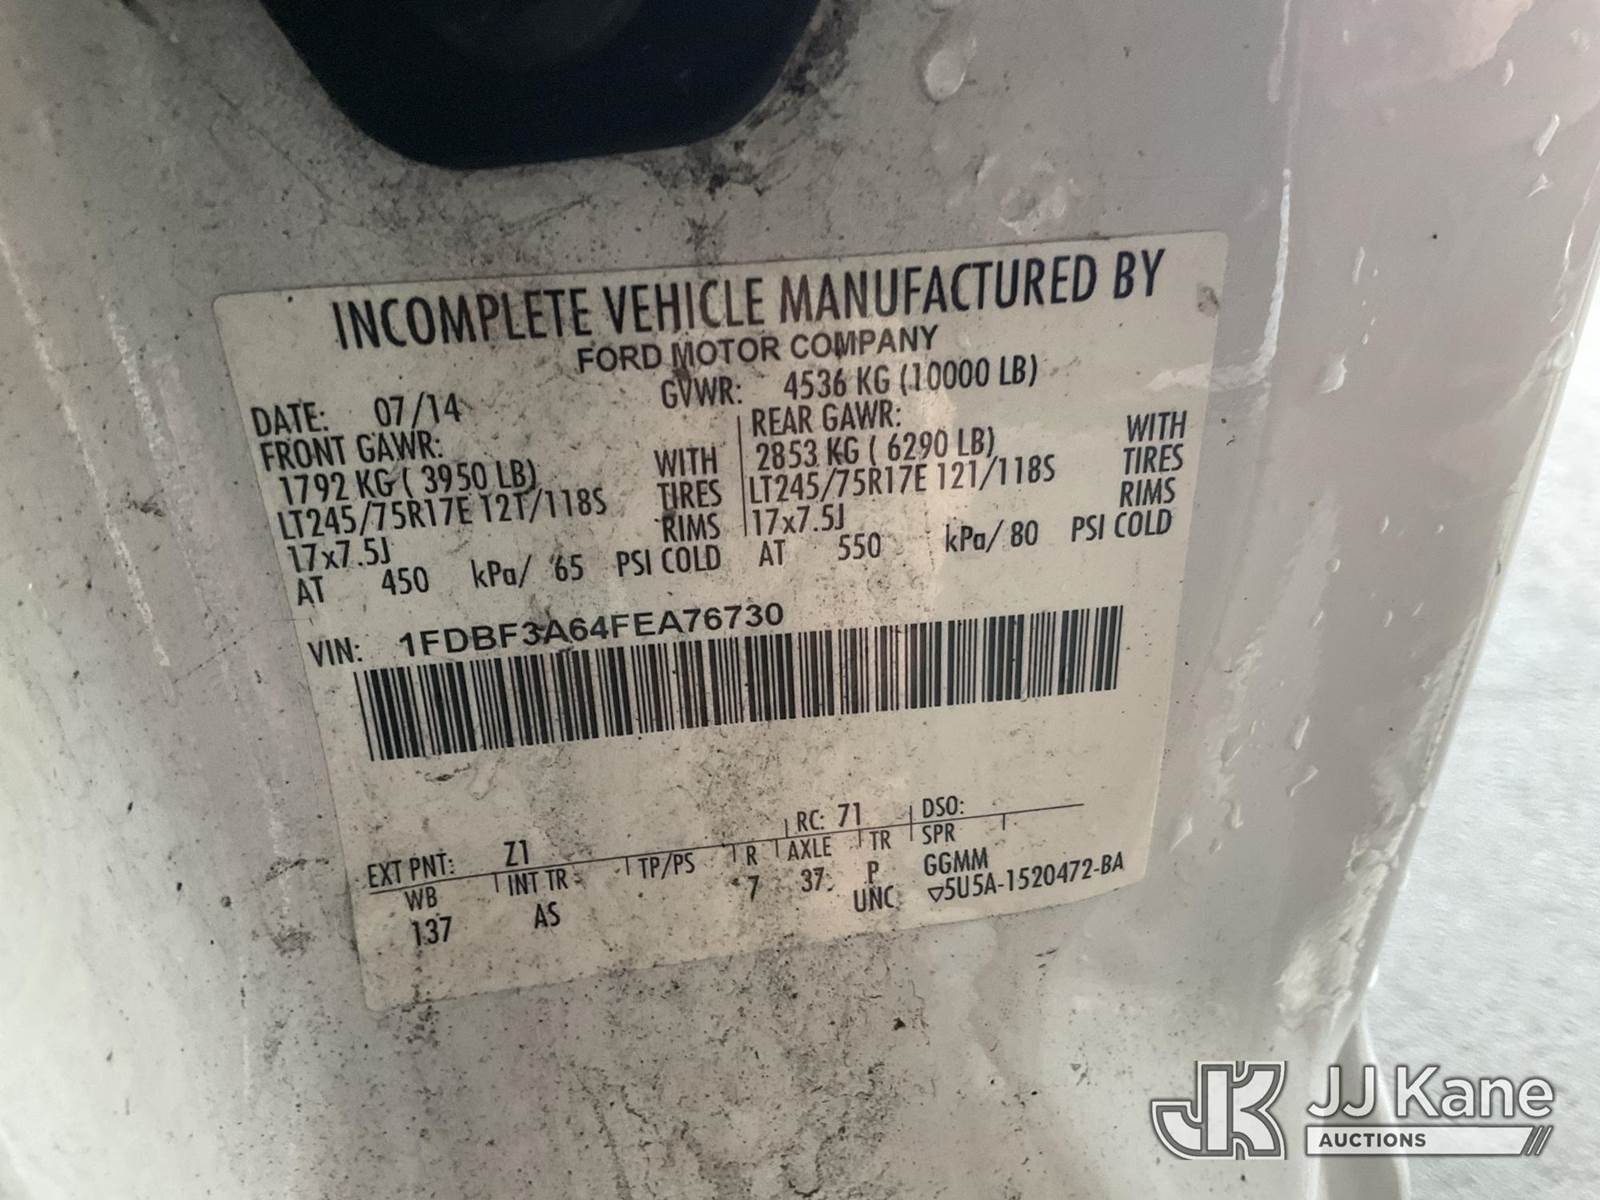 INCOMPLETE VEHICLE MANUFACTURED BY
FORD MOTOR COMPANY
DATE: 07/14 GVWR: 4536 KG (10000 LB)
FRONT GAWR: REAR GAWR:
1792 KG ( 3950 LB) WITH 2853 KG ( 6290 LB) WITH
LT245/75R17E 121/118S TIRES LT245/75R17E 121/118S TIRES
17x7.5J RIMS 17x7.5J RIMS
AT 450 kPa/ 65 PSI COLD AT 550 kPa/ 80 PSI COLD
VIN: 1FDBF3A64FEA76730
EXT PNT: Z1 RC: 71 DSO:
WB INT TR TP/PS R AXLE TR SPR
137 AS 7 37 P GGMM
UNC ▽5U5A-1520472-BA
JK JJ Kane
AUCTIONS